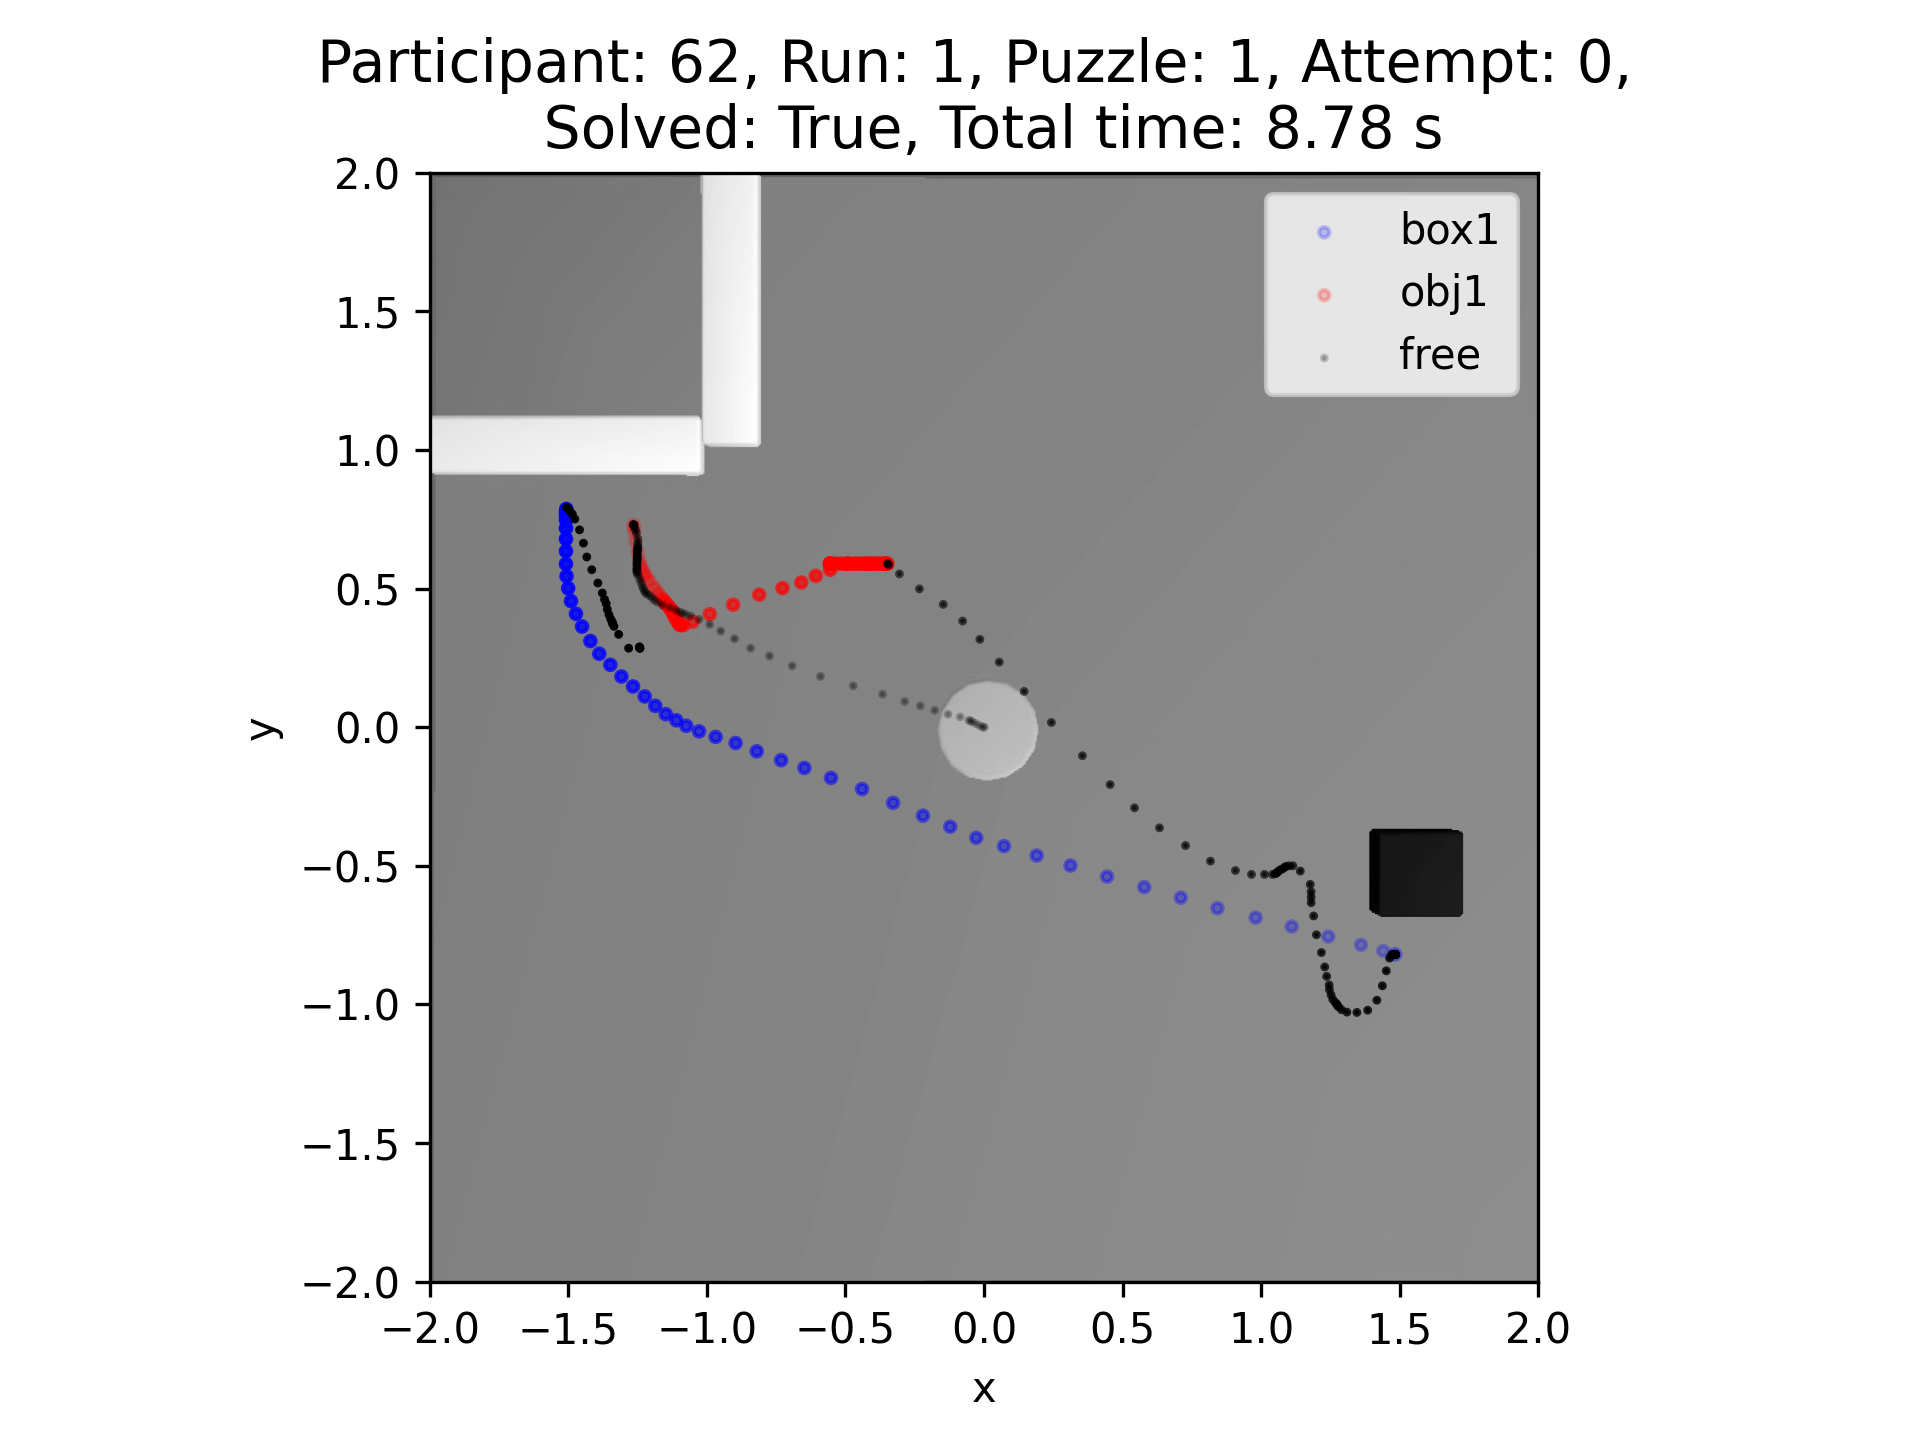 Participant: 62, Run: 1, Puzzle: 1, Attempt: 0,
Solved: True, Total time: 8.78 s
box1
obj1
free
2.0
1.5
1.0
0.5
0.0
−0.5
−1.0
−1.5
−2.0
y
−2.0 −1.5 −1.0 −0.5 0.0 0.5 1.0 1.5 2.0
x